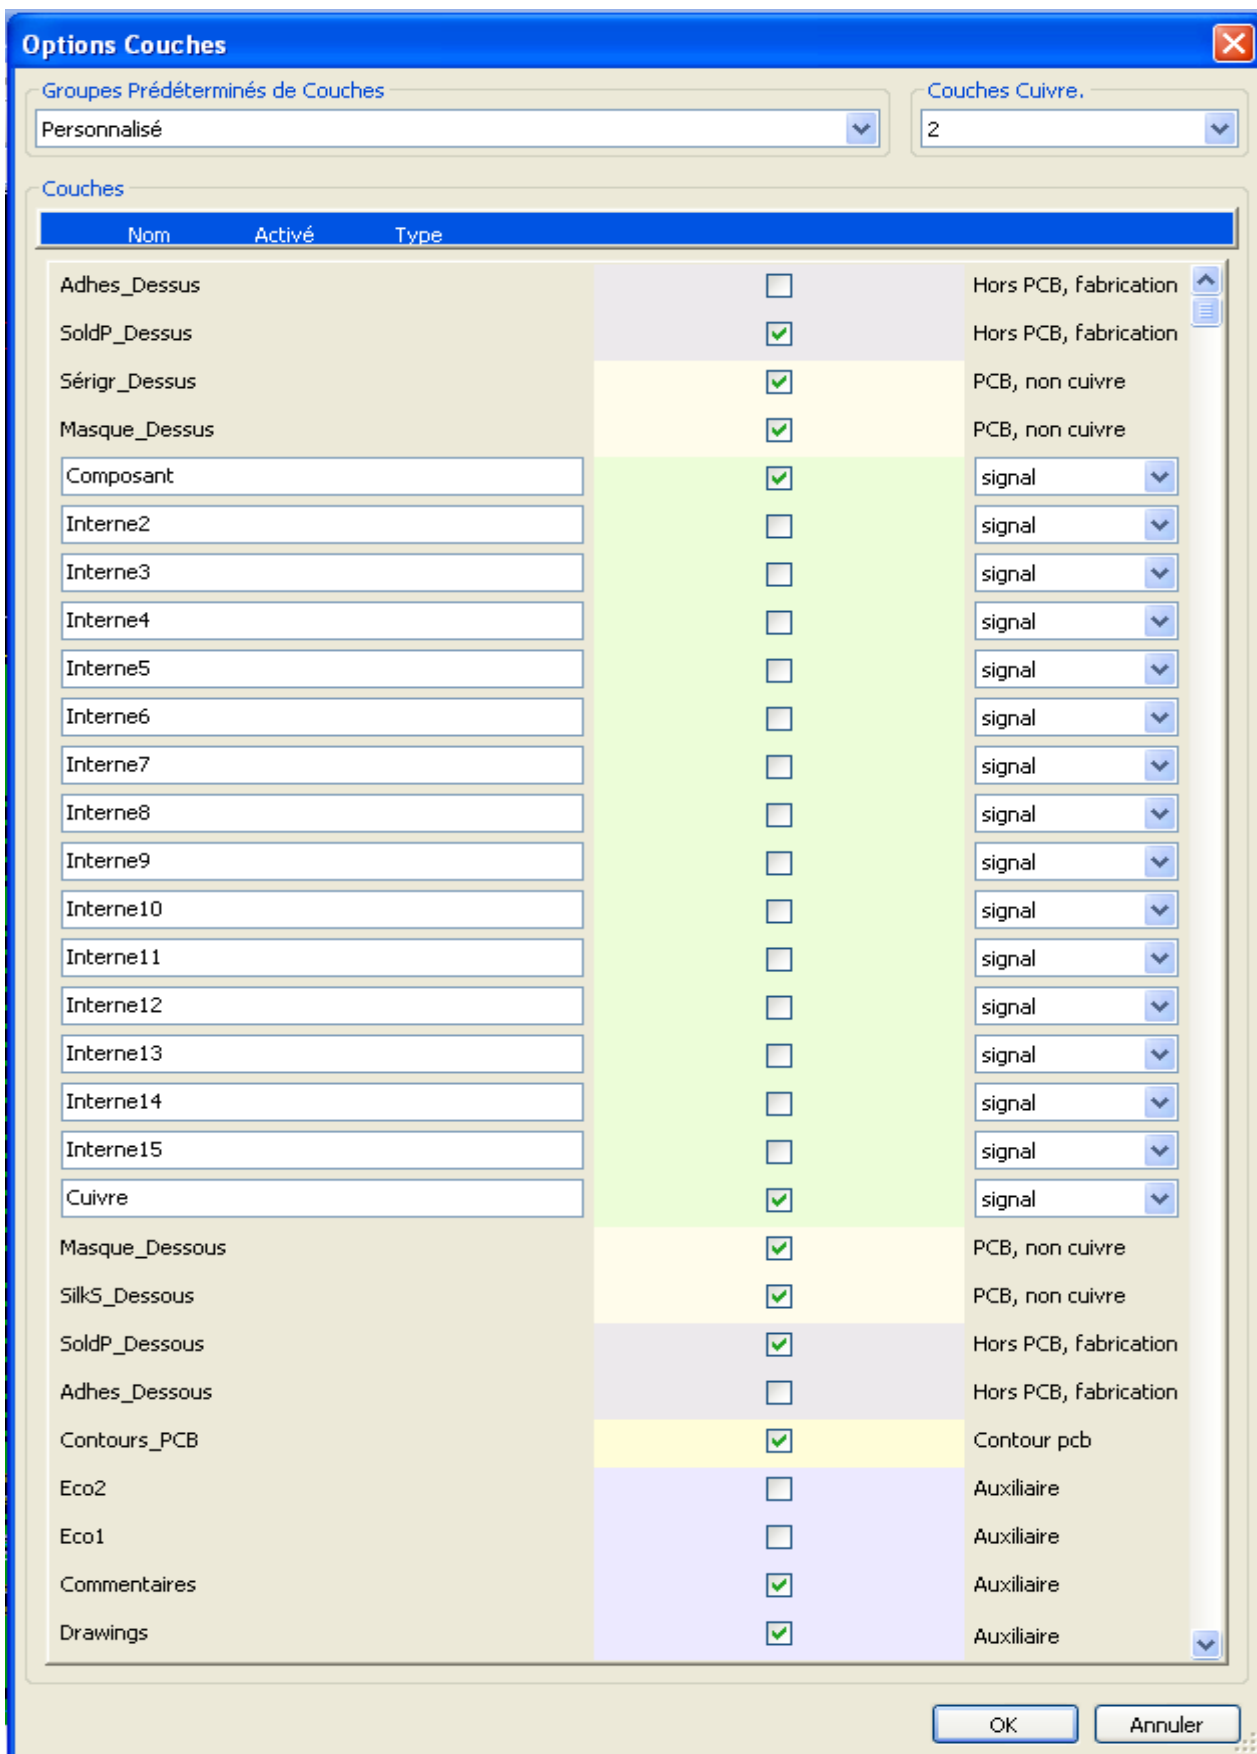 Options Couches
Groupes Prédéterminés de Couches Couches Cuivre.
Personnalisé 2
Couches
Nom Activé Type
Adhes_Dessus Hors PCB, fabrication
SoldP_Dessus Hors PCB, fabrication
Sérigr_Dessus PCB, non cuivre
Masque_Dessus PCB, non cuivre
Composant signal
Interne2 signal
Interne3 signal
Interne4 signal
Interne5 signal
Interne6 signal
Interne7 signal
Interne8 signal
Interne9 signal
Interne10 signal
Interne11 signal
Interne12 signal
Interne13 signal
Interne14 signal
Interne15 signal
Cuivre signal
Masque_Dessous PCB, non cuivre
SilkS_Dessous PCB, non cuivre
SoldP_Dessous Hors PCB, fabrication
Adhes_Dessous Hors PCB, fabrication
Contours_PCB Contour pcb
Eco2 Auxiliaire
Eco1 Auxiliaire
Commentaires Auxiliaire
Drawings Auxiliaire
OK Annuler